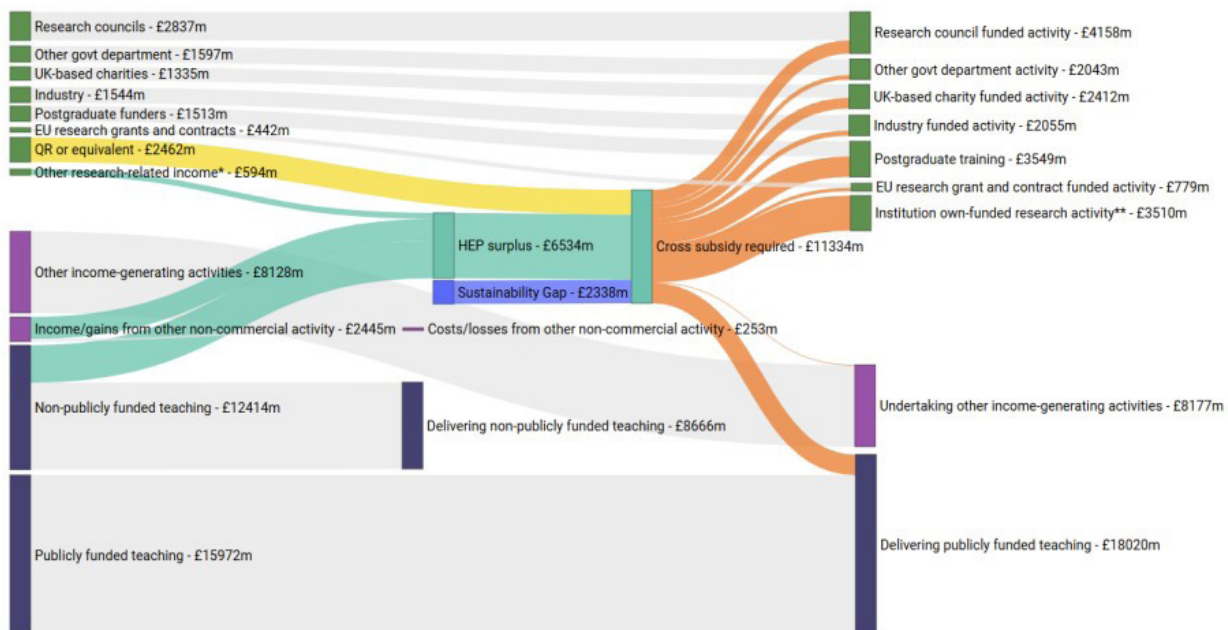 Research councils - £2837m
Other govt department - £1597m
UK-based charities - £1335m
Industry - £1544m
Postgraduate funders - £1513m
EU research grants and contracts - £442m
QR or equivalent - £2462m
Other research-related income* - £594m
Other income-generating activities - £8128m
Income/gains from other non-commercial activity - £2445m
Non-publicly funded teaching - £12414m
Publicly funded teaching - £15972m
HEP surplus - £6534m
Sustainability Gap - £2338m
Costs/losses from other non-commercial activity - £253m
Delivering non-publicly funded teaching - £8666m
Cross subsidy required - £11334m
Research council funded activity - £4158m
Other govt department activity - £2043m
UK-based charity funded activity - £2412m
Industry funded activity - £2055m
Postgraduate training - £3549m
EU research grant and contract funded activity - £779m
Institution own-funded research activity** - £3510m
Undertaking other income-generating activities - £8177m
Delivering publicly funded teaching - £18020m